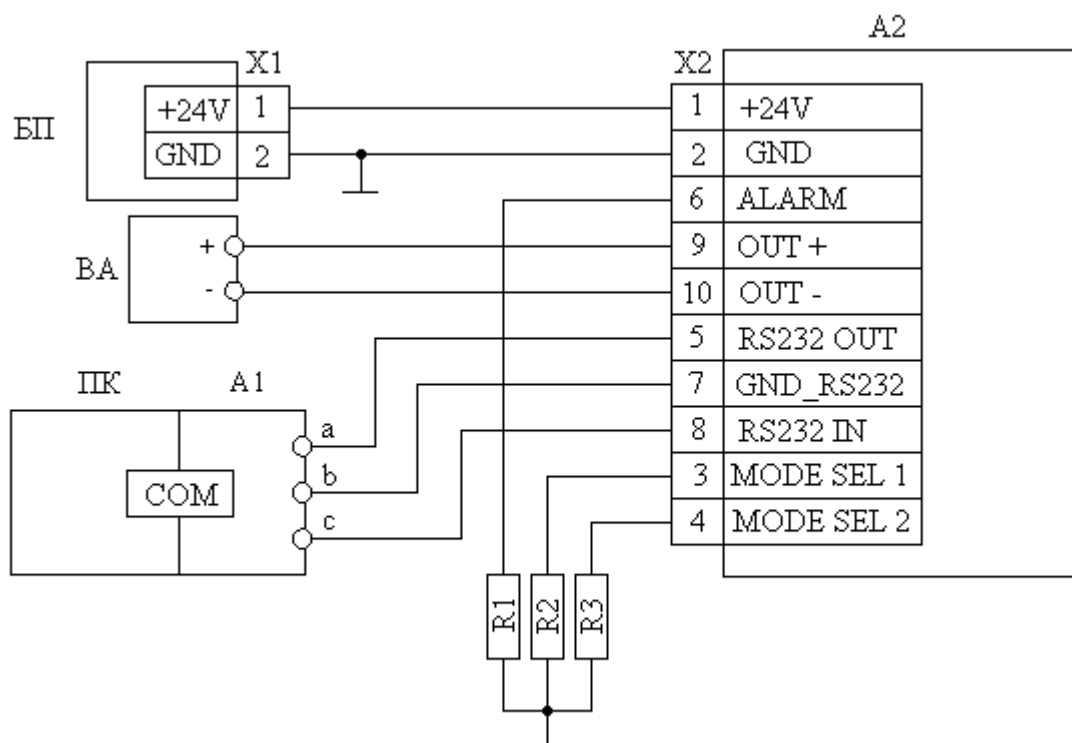 A2
X1
X2
БП
+24V 1
GND 2
1 +24V
2 GND
6 ALARM
ВА
+
-
9 OUT +
10 OUT -
5 RS232 OUT
7 GND_RS232
8 RS232 IN
3 MODE SEL 1
4 MODE SEL 2
ПК
A1
COM
a
b
c
R1
R2
R3